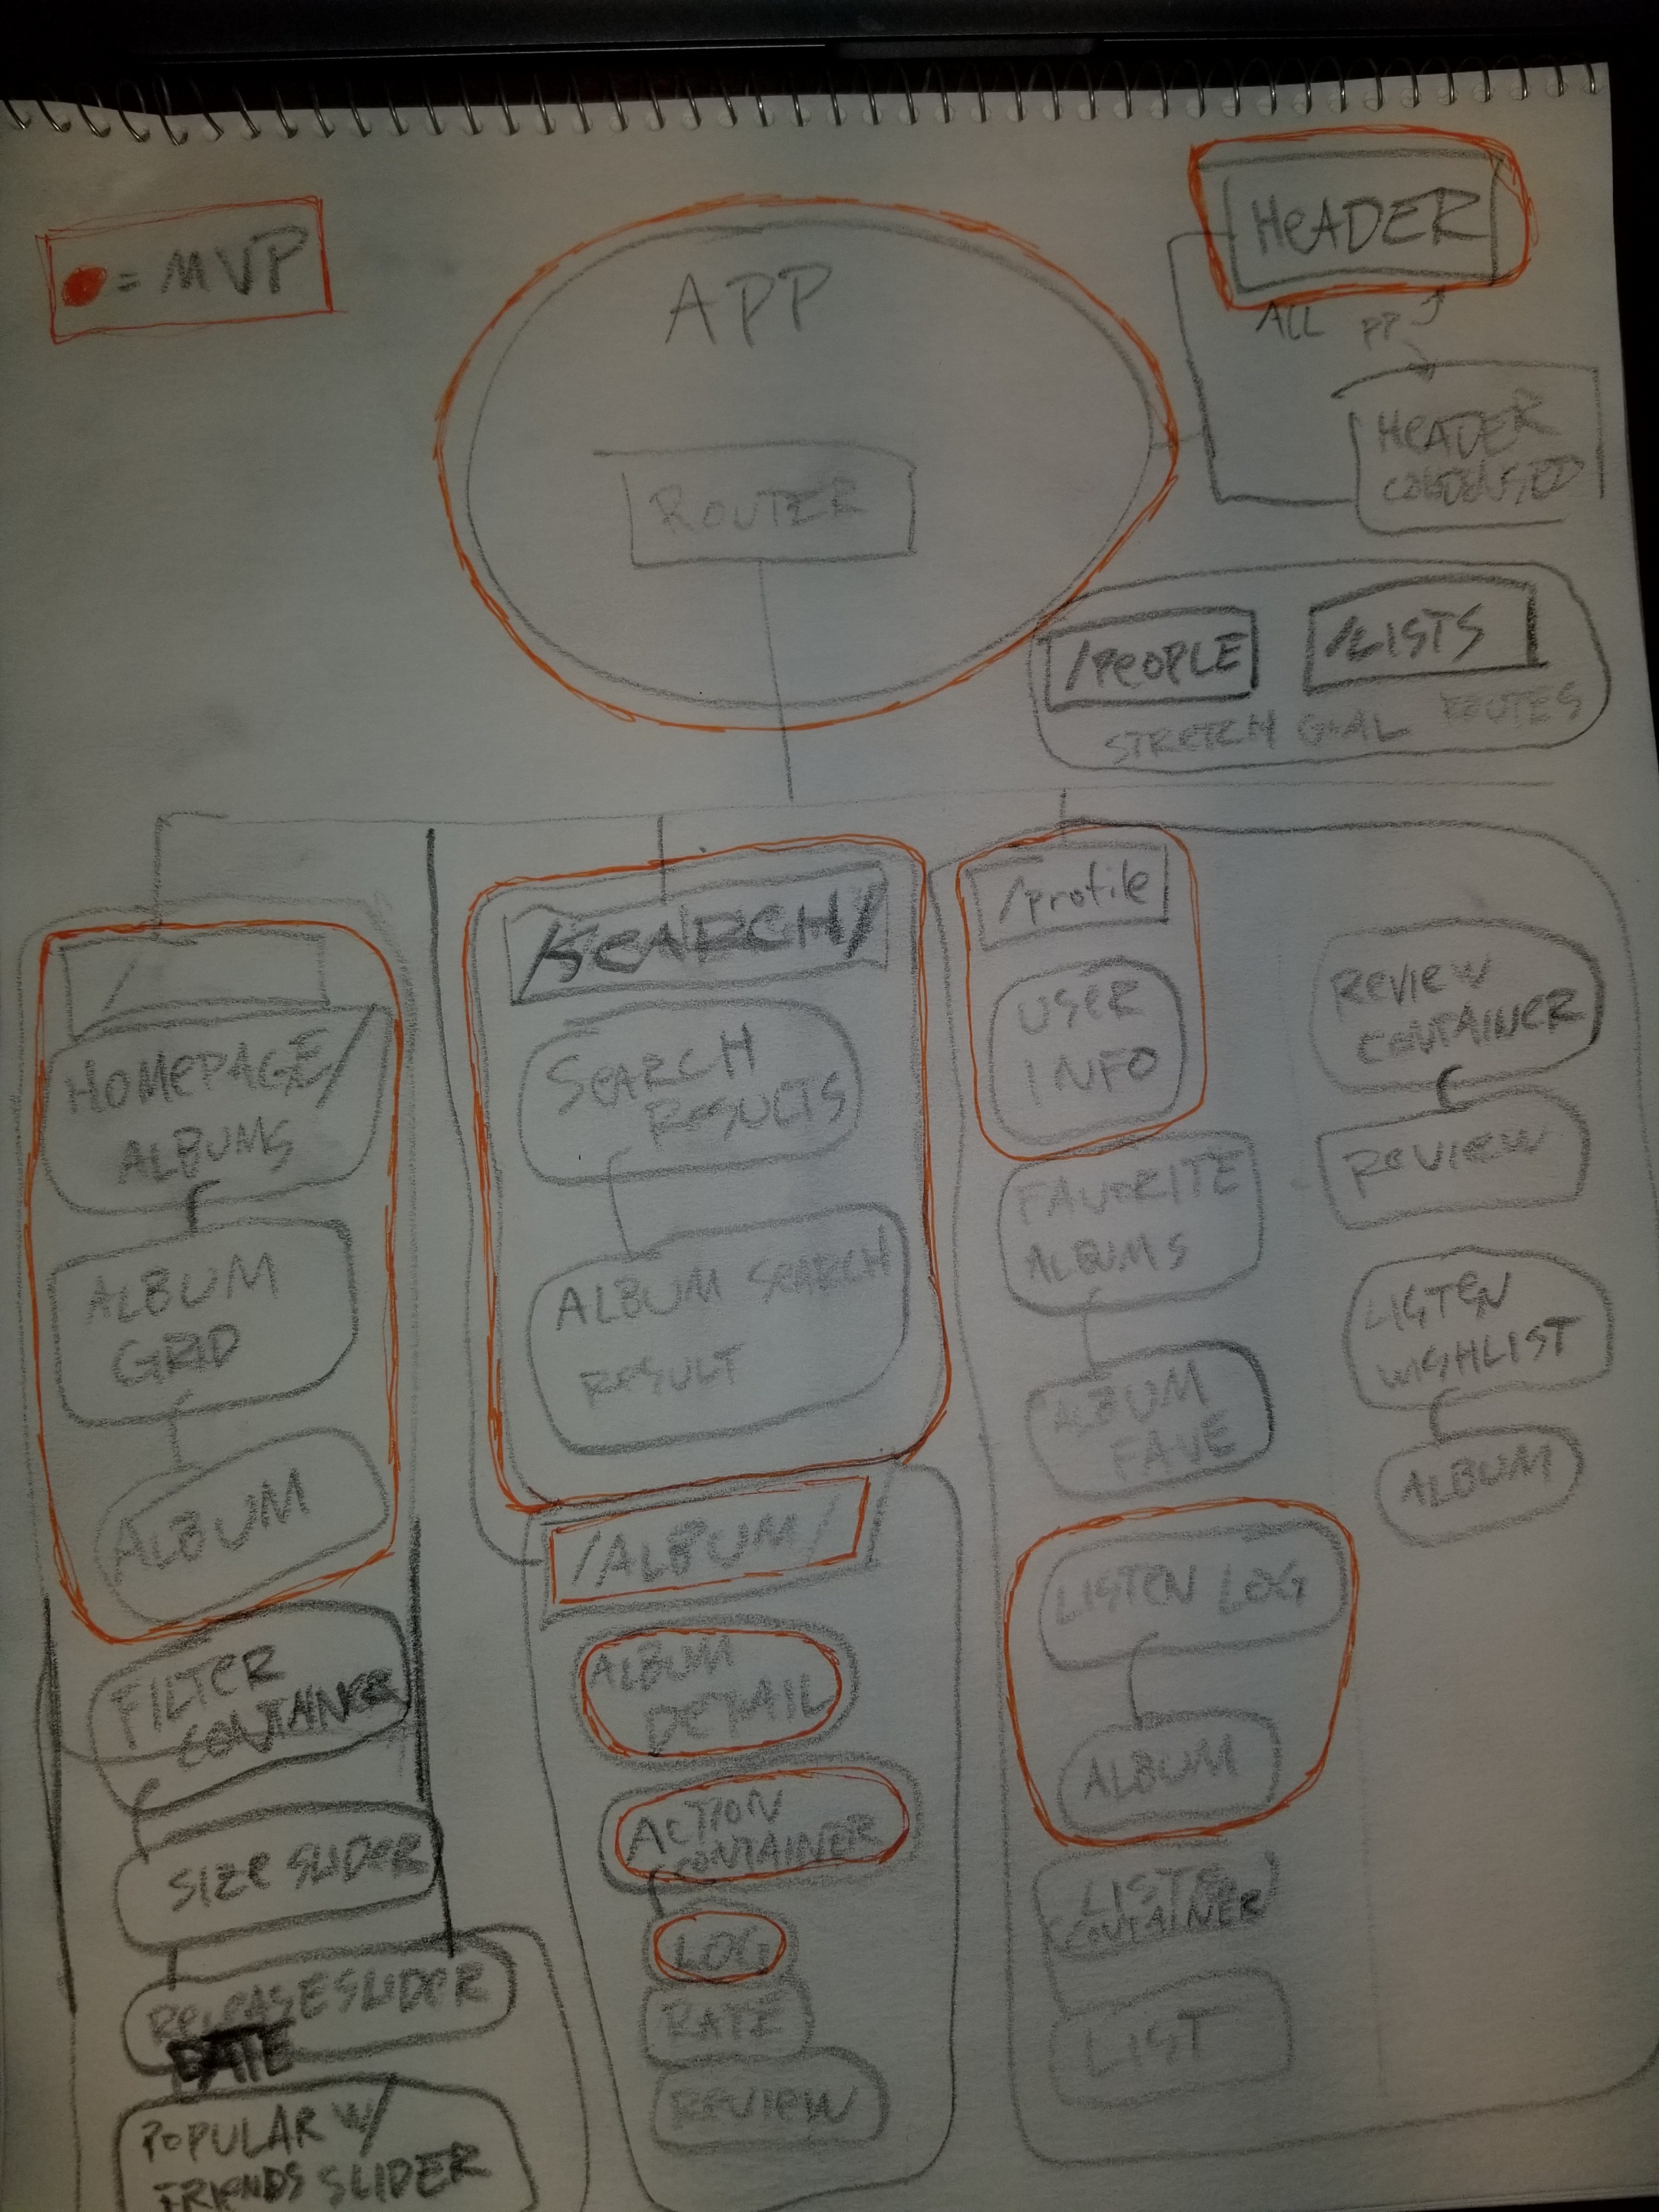 = MVP
APP
ROUTER
HEADER
ALL PP
HEADER
CONDENSED
/PEOPLE
/LISTS
STRETCH GOAL ROUTES
/
HOMEPAGE/
ALBUMS
ALBUM
GRID
ALBUM
FILTER
CONTAINER
SIZE SLIDER
RELEASE SLIDER
DATE
POPULAR W/
FRIENDS SLIDER
/SEARCH/
SEARCH
RESULTS
ALBUM SEARCH
RESULT
/ALBUM/
ALBUM
DETAIL
ACTION
CONTAINER
LOG
RATE
REVIEW
/profile
USER
INFO
FAVORITE
ALBUMS
ALBUM
FAVE
LISTEN LOG
ALBUM
LISTS
CONTAINER
LIST
REVIEW
CONTAINER
REVIEW
LISTEN
WISHLIST
ALBUM